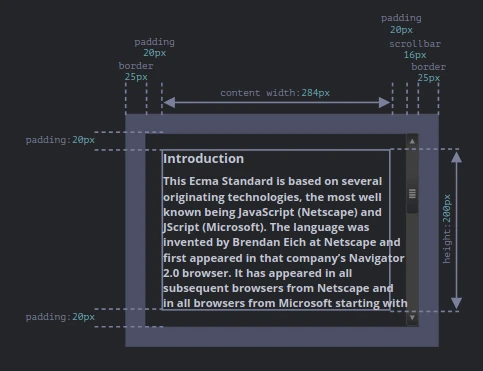 padding
20px
padding
20px
scrollbar
16px
border
25px
border
25px
content width:284px
padding:20px
Introduction
This Ecma Standard is based on several
originating technologies, the most well
known being JavaScript (Netscape) and
JScript (Microsoft). The language was
invented by Brendan Eich at Netscape and
first appeared in that company's Navigator
2.0 browser. It has appeared in all
subsequent browsers from Netscape and
in all browsers from Microsoft starting with
height:200px
padding:20px